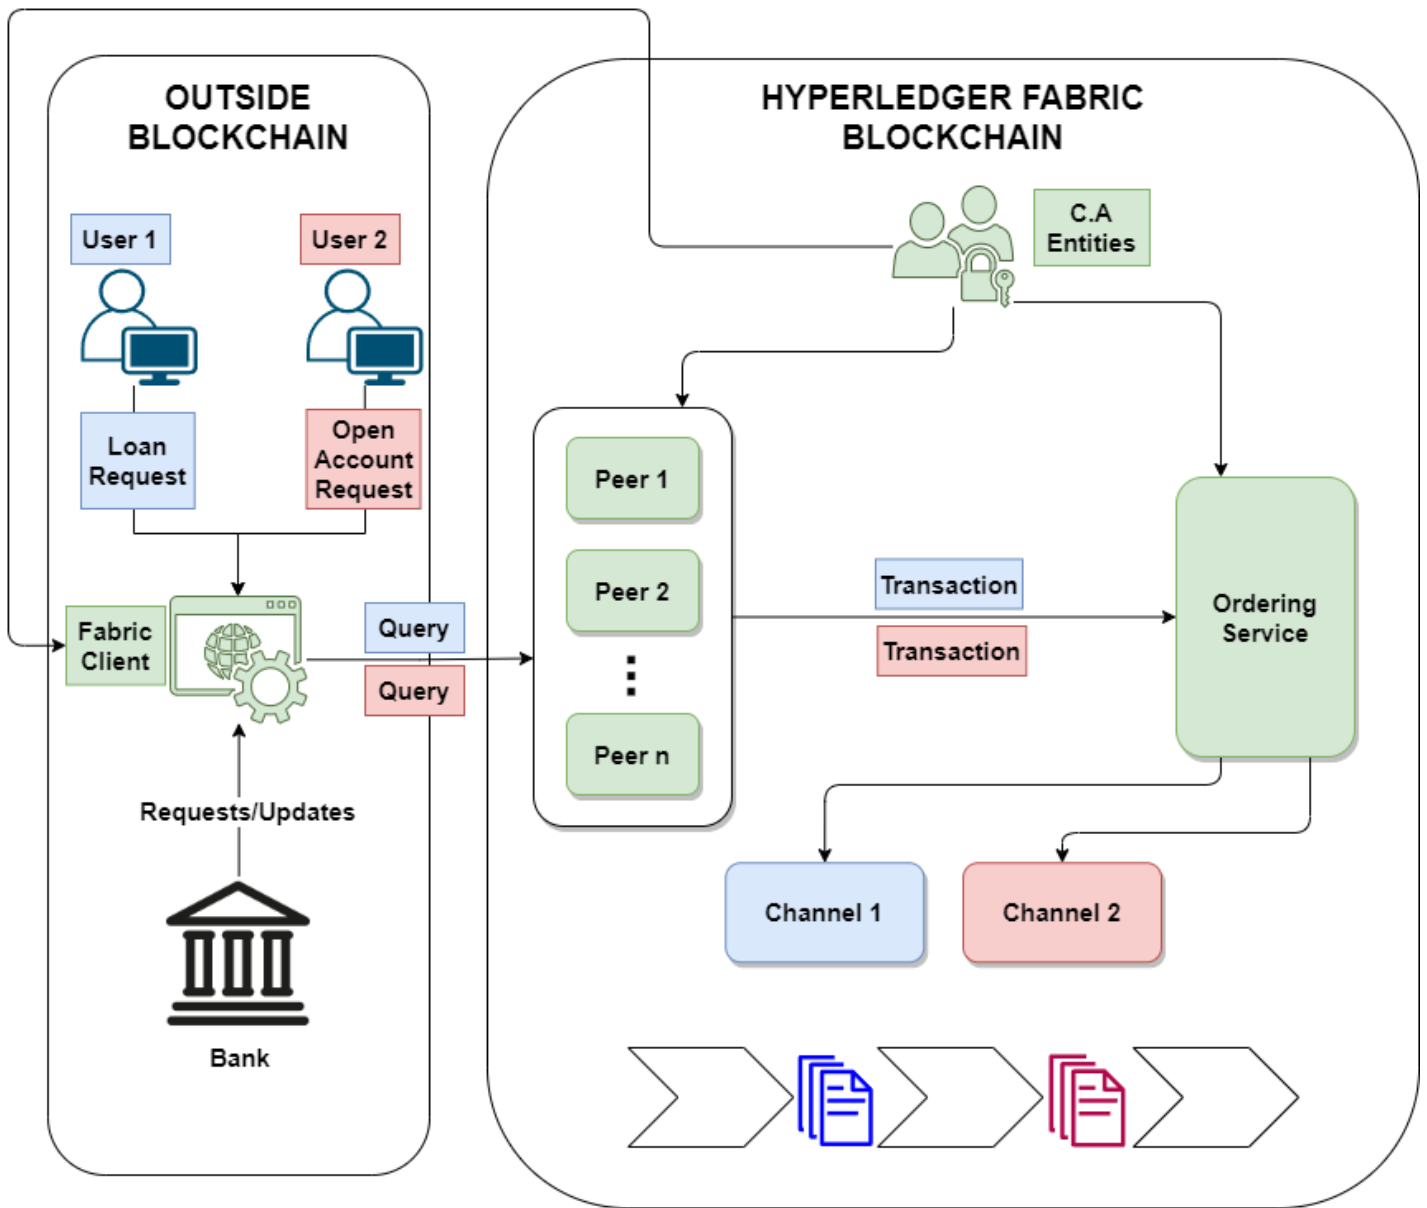 OUTSIDE
BLOCKCHAIN
HYPERLEDGER FABRIC
BLOCKCHAIN
User 1
User 2
C.A
Entities
Loan
Request
Open
Account
Request
Peer 1
Peer 2
Peer n
Fabric
Client
Query
Query
Transaction
Transaction
Ordering
Service
Requests/Updates
Bank
Channel 1
Channel 2